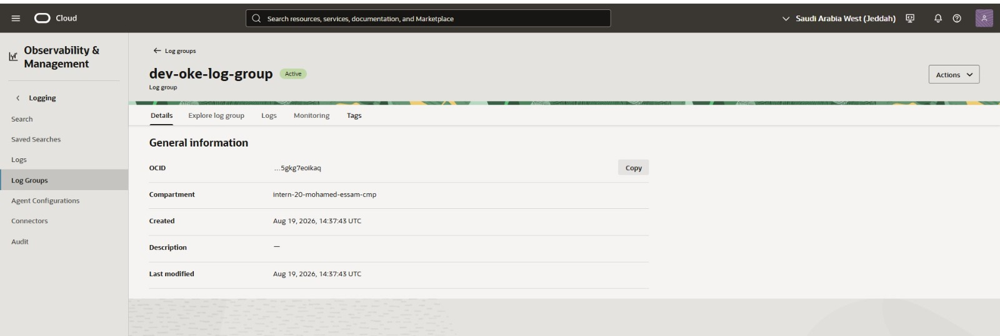 Cloud
Search resources, services, documentation, and Marketplace
Saudi Arabia West (Jeddah)
Observability &
Management
Logging
Search
Saved Searches
Logs
Log Groups
Agent Configurations
Connectors
Audit
Log groups
dev-oke-log-group Active
Log group
Actions
Details Explore log group Logs Monitoring Tags
General information
OCID ...5gkg7eoikaq Copy
Compartment intern-20-mohamed-essam-cmp
Created Aug 19, 2026, 14:37:43 UTC
Description —
Last modified Aug 19, 2026, 14:37:43 UTC